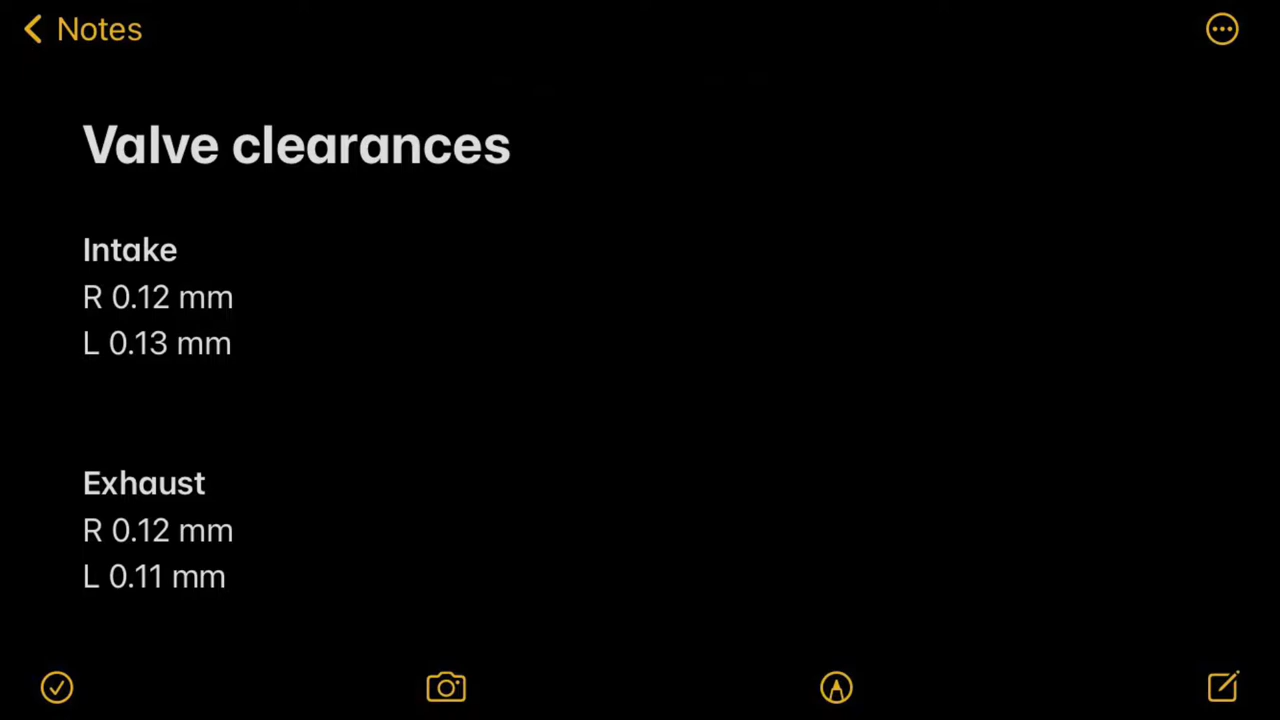 Notes
Valve clearances
Intake
R 0.12 mm
L 0.13 mm
Exhaust
R 0.12 mm
L 0.11 mm